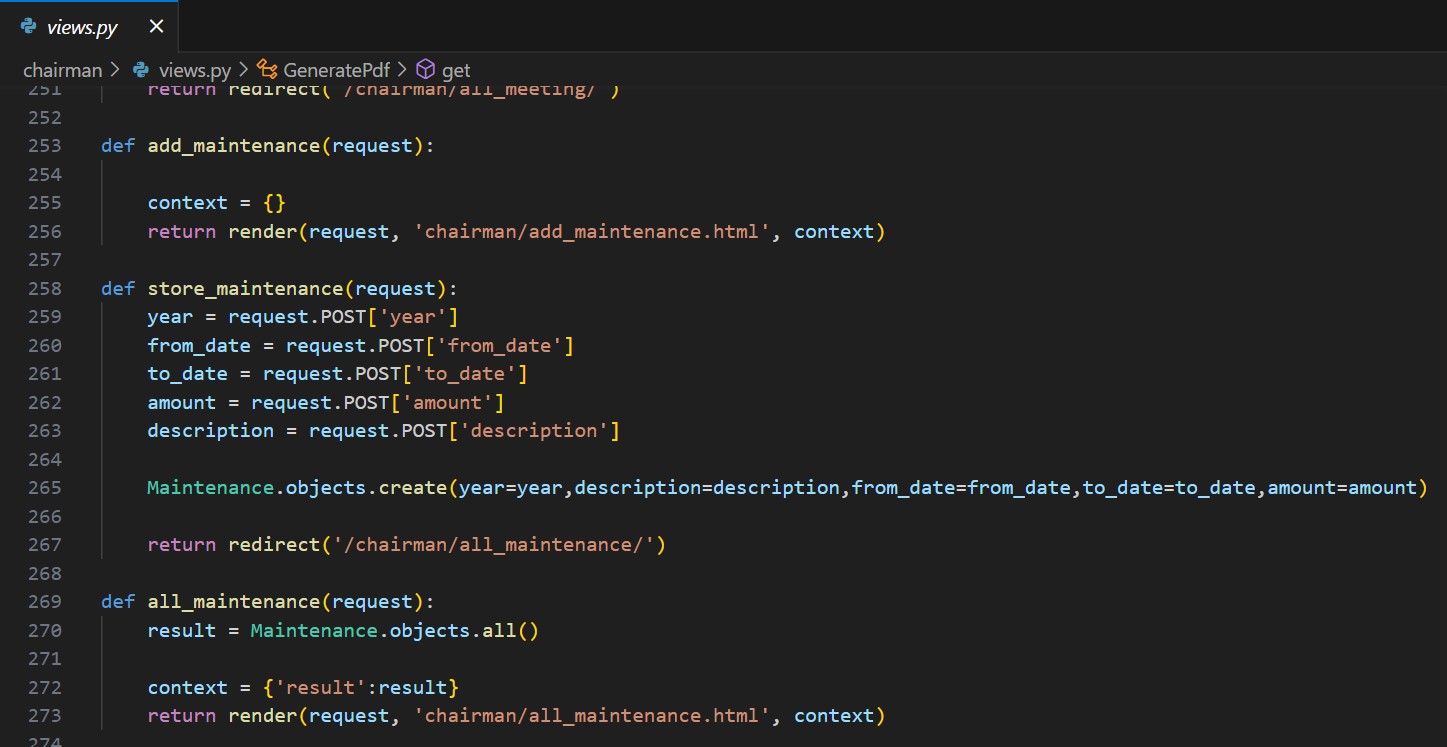 views.py ×
chairman > views.py > GeneratePdf > get
251 return redirect('/chairman/all_meeting/')
252
253 def add_maintenance(request):
254
255 context = {}
256 return render(request, 'chairman/add_maintenance.html', context)
257
258 def store_maintenance(request):
259 year = request.POST['year']
260 from_date = request.POST['from_date']
261 to_date = request.POST['to_date']
262 amount = request.POST['amount']
263 description = request.POST['description']
264
265 Maintenance.objects.create(year=year,description=description,from_date=from_date,to_date=to_date,amount=amount)
266
267 return redirect('/chairman/all_maintenance/')
268
269 def all_maintenance(request):
270 result = Maintenance.objects.all()
271
272 context = {'result':result}
273 return render(request, 'chairman/all_maintenance.html', context)
274